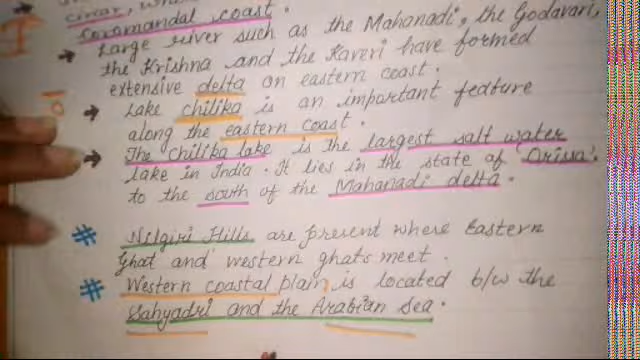 Coromandal coast.
→ Large river such as the Mahanadi, the Godavari,
the Krishna and the Kaveri have formed
extensive delta on eastern coast.
→ Lake chilika is an important feature
along the eastern coast.
→ The Chilika lake is the largest salt water
lake in India. It lies in the state of 'Orissa'.
to the south of the Mahanadi delta.
# Nilgiri Hills are present where Eastern
Ghat and western ghats meet.
# Western coastal plain is located b/w the
Sahyadri and the Arabian Sea.